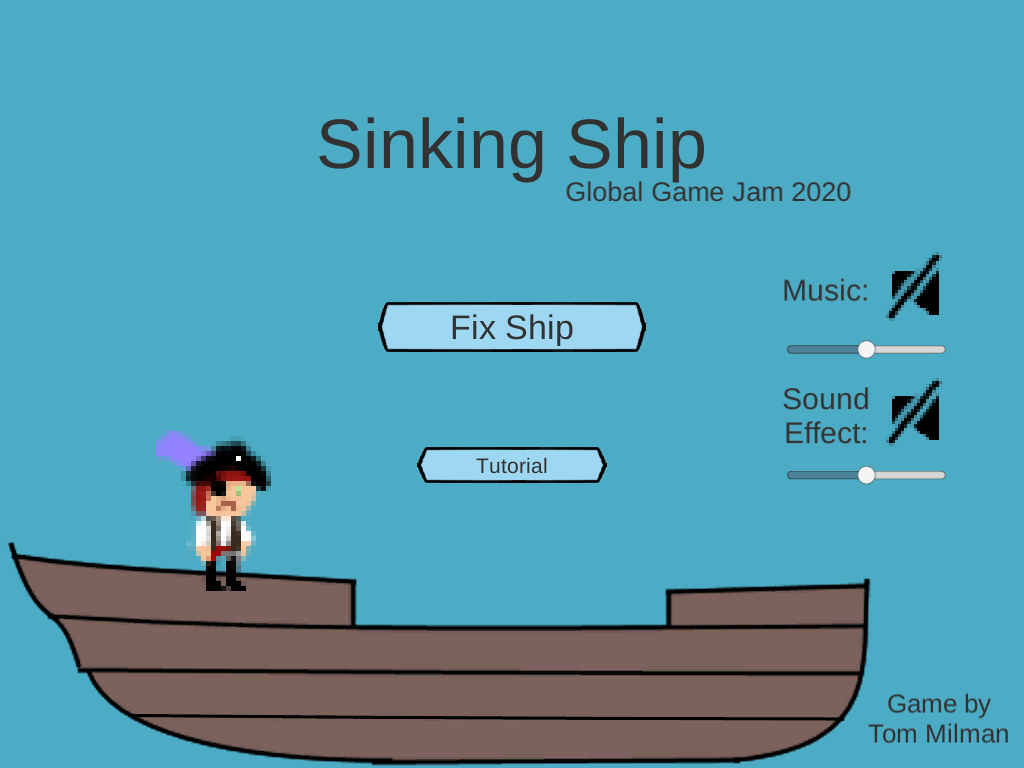 Sinking Ship
Global Game Jam 2020
Music:
Fix Ship
Sound
Effect:
Tutorial
Game by
Tom Milman